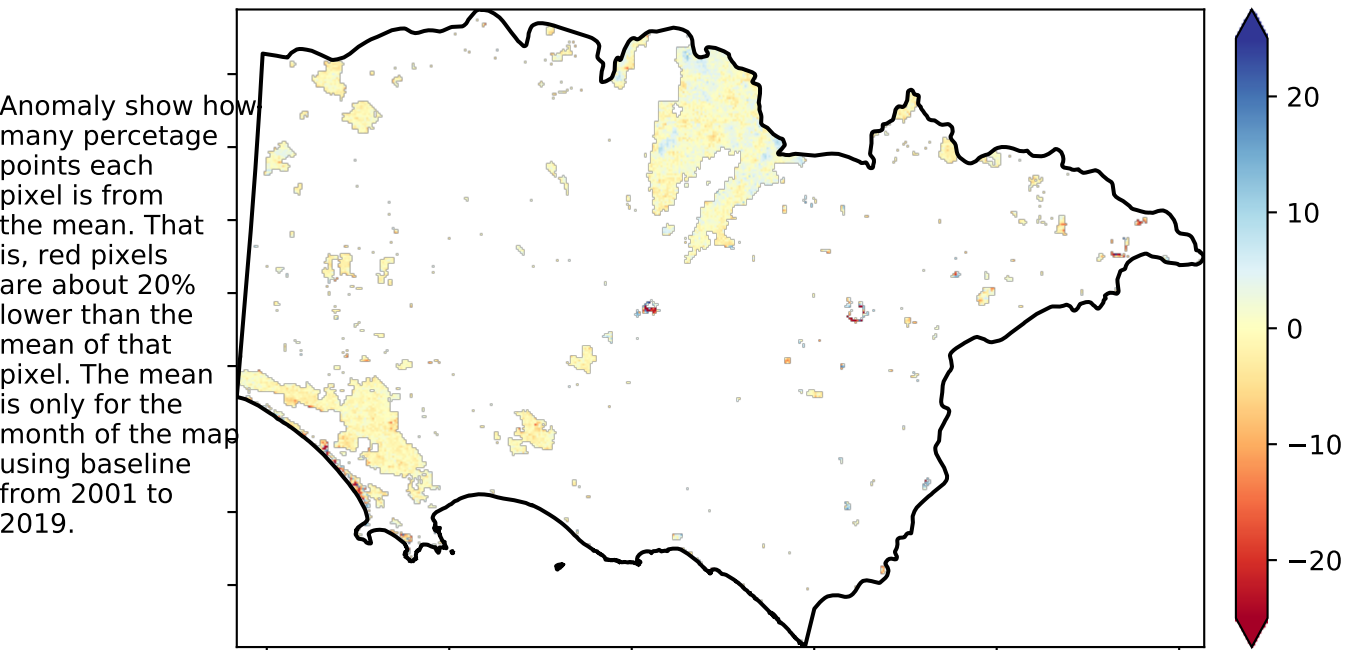 Anomaly show how
many percetage
points each
pixel is from
the mean. That
is, red pixels
are about 20%
lower than the
mean of that
pixel. The mean
is only for the
month of the map
using baseline
from 2001 to
2019.
20
10
0
−10
−20